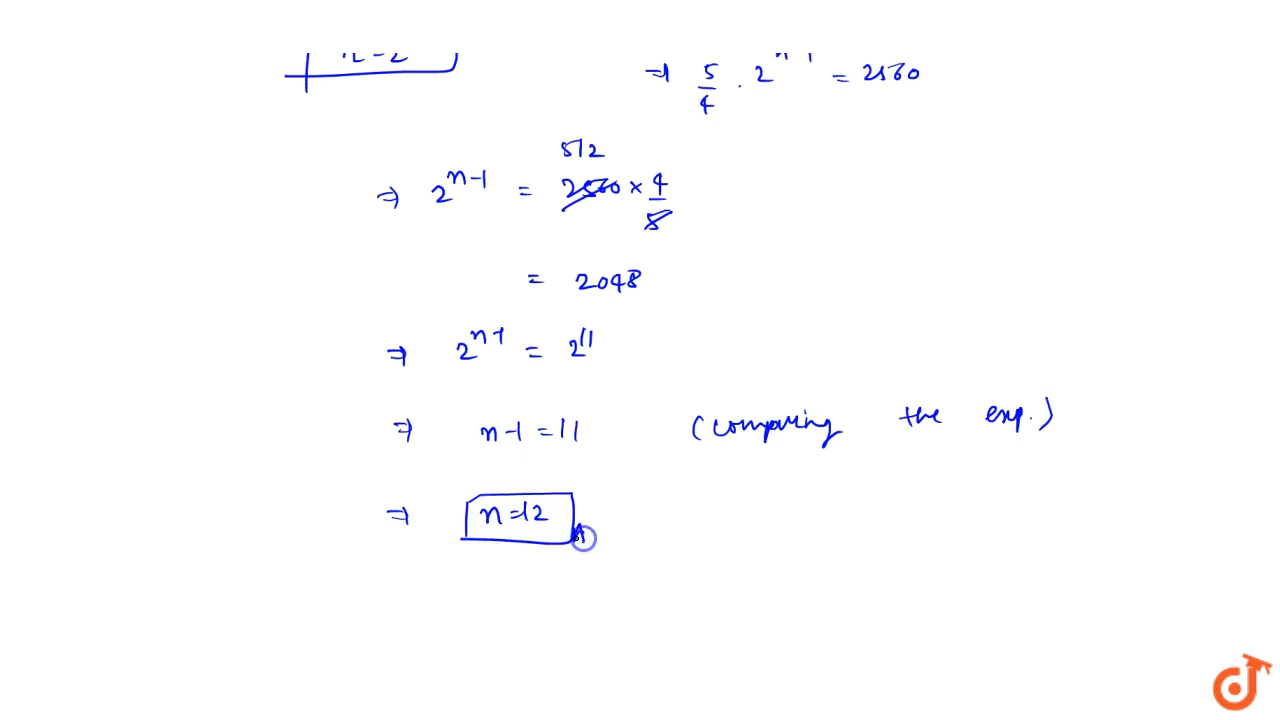 r = 2
⇒ 5/4 . 2^(n-1) = 2560
512
⇒ 2^(n-1) = 2560 × 4/5
= 2048
⇒ 2^(n-1) = 2^11
⇒ n-1 = 11 (comparing the exp.)
⇒ n=12